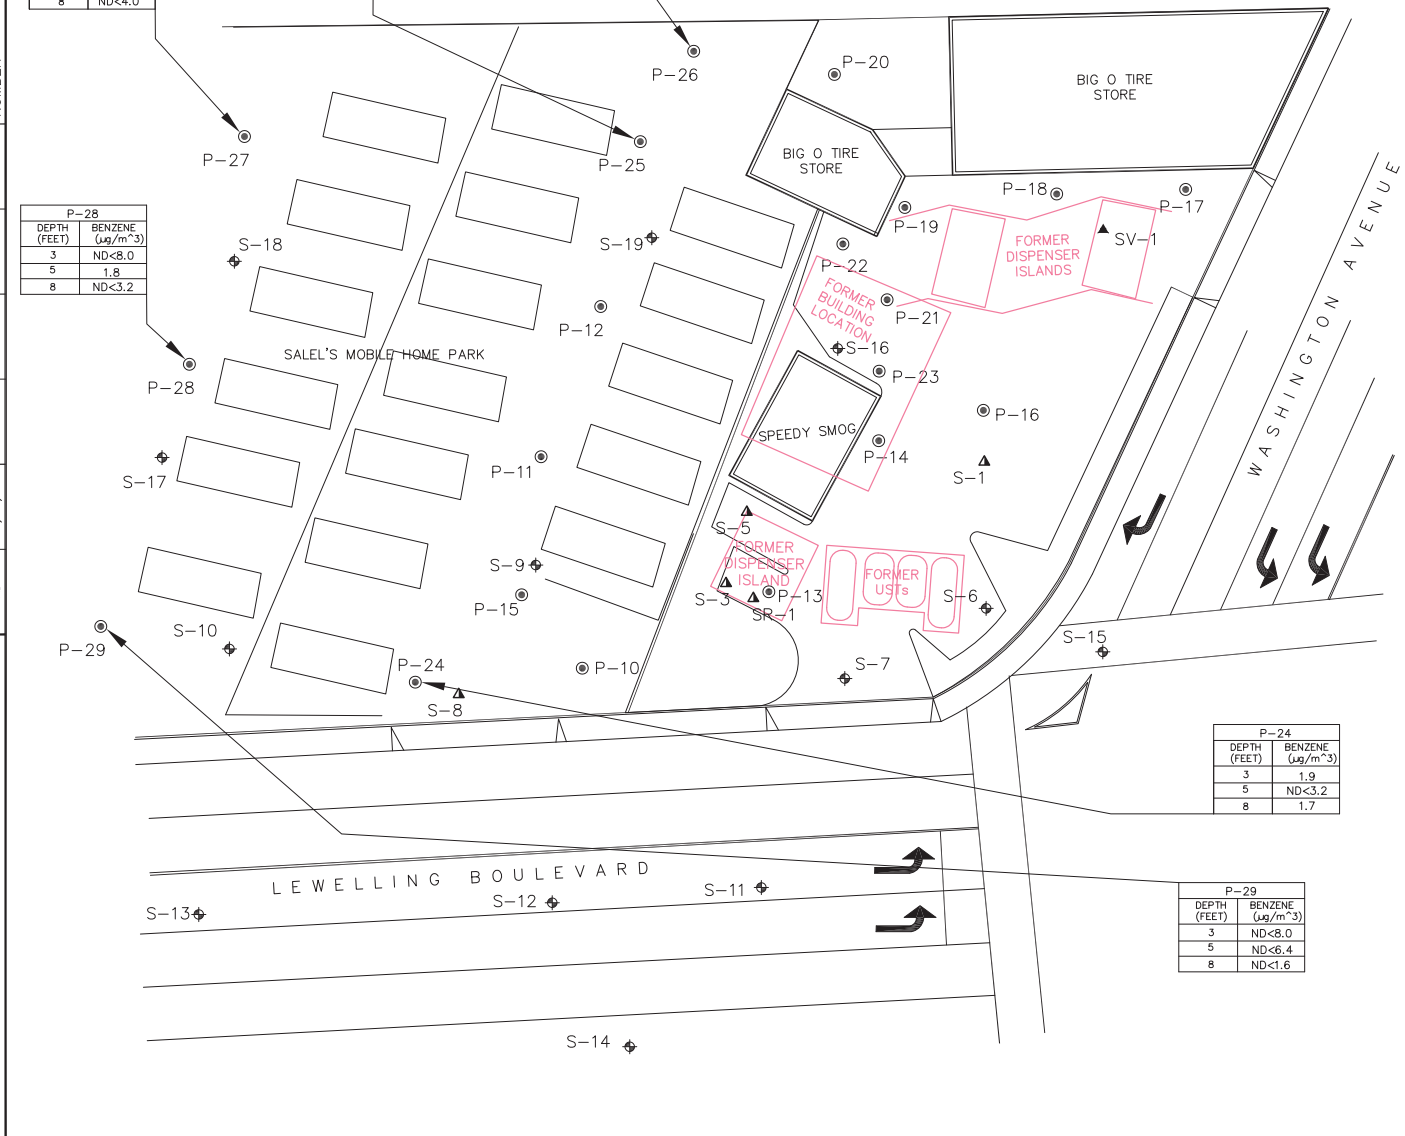 8 ND<4.0
P-26
P-20
BIG O TIRE
STORE
P-27
P-25
BIG O TIRE
STORE
P-18
P-17
P-28
DEPTH (FEET) BENZENE (µg/m^3)
3 ND<8.0
5 1.8
8 ND<3.2
S-18
S-19
P-19
SV-1
FORMER
DISPENSER
ISLANDS
P-22
FORMER
BUILDING
LOCATION
P-21
P-12
S-16
SALEL'S MOBILE HOME PARK
P-28
P-23
P-16
WASHINGTON AVENUE
SPEEDY SMOG
P-14
S-17
P-11
S-1
S-5
FORMER
DISPENSER
ISLAND
S-9
FORMER
USTs
S-3
P-13
SR-1
S-6
P-15
P-29
S-10
S-15
P-24
P-10
S-7
S-8
P-24
DEPTH (FEET) BENZENE (µg/m^3)
3 1.9
5 ND<3.2
8 1.7
LEWELLING BOULEVARD
S-11
S-12
S-13
P-29
DEPTH (FEET) BENZENE (µg/m^3)
3 ND<8.0
5 ND<6.4
8 ND<1.6
S-14